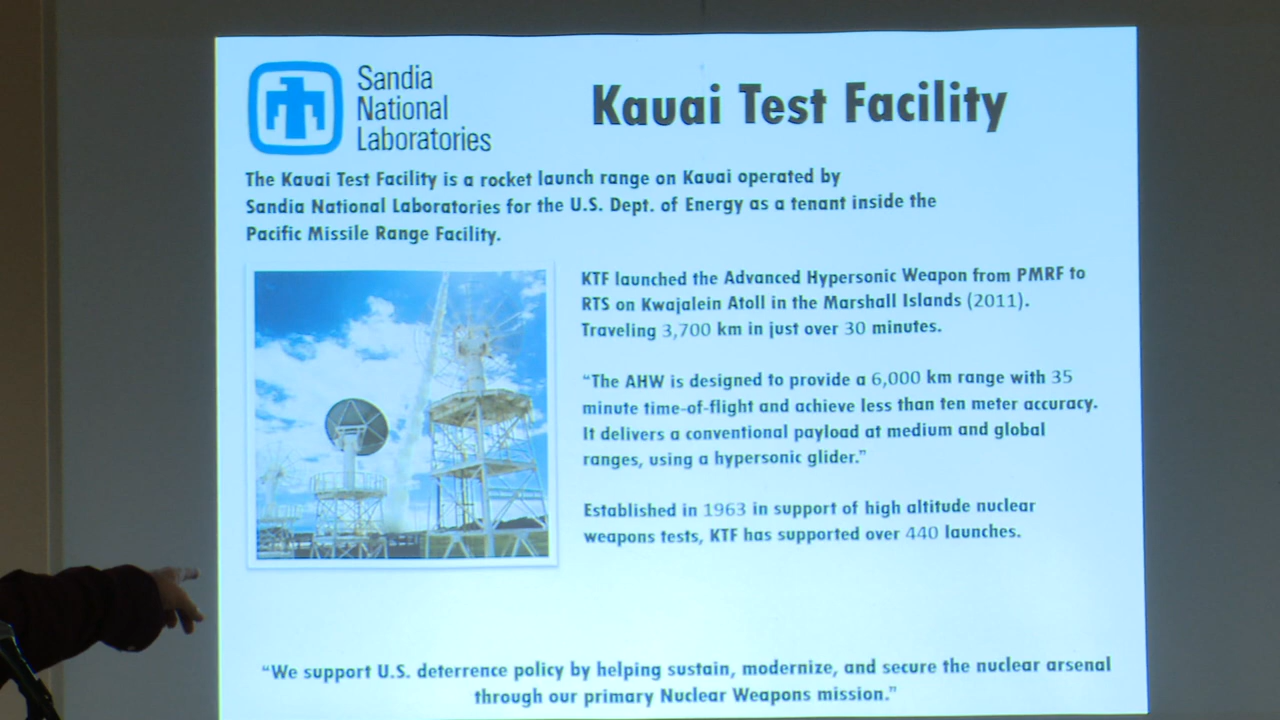 Sandia
National
Laboratories
Kauai Test Facility
The Kauai Test Facility is a rocket launch range on Kauai operated by
Sandia National Laboratories for the U.S. Dept. of Energy as a tenant inside the
Pacific Missile Range Facility.
KTF launched the Advanced Hypersonic Weapon from PMRF to
RTS on Kwajalein Atoll in the Marshall Islands (2011).
Traveling 3,700 km in just over 30 minutes.
“The AHW is designed to provide a 6,000 km range with 35
minute time-of-flight and achieve less than ten meter accuracy.
It delivers a conventional payload at medium and global
ranges, using a hypersonic glider.”
Established in 1963 in support of high altitude nuclear
weapons tests, KTF has supported over 440 launches.
“We support U.S. deterrence policy by helping sustain, modernize, and secure the nuclear arsenal
through our primary Nuclear Weapons mission.”